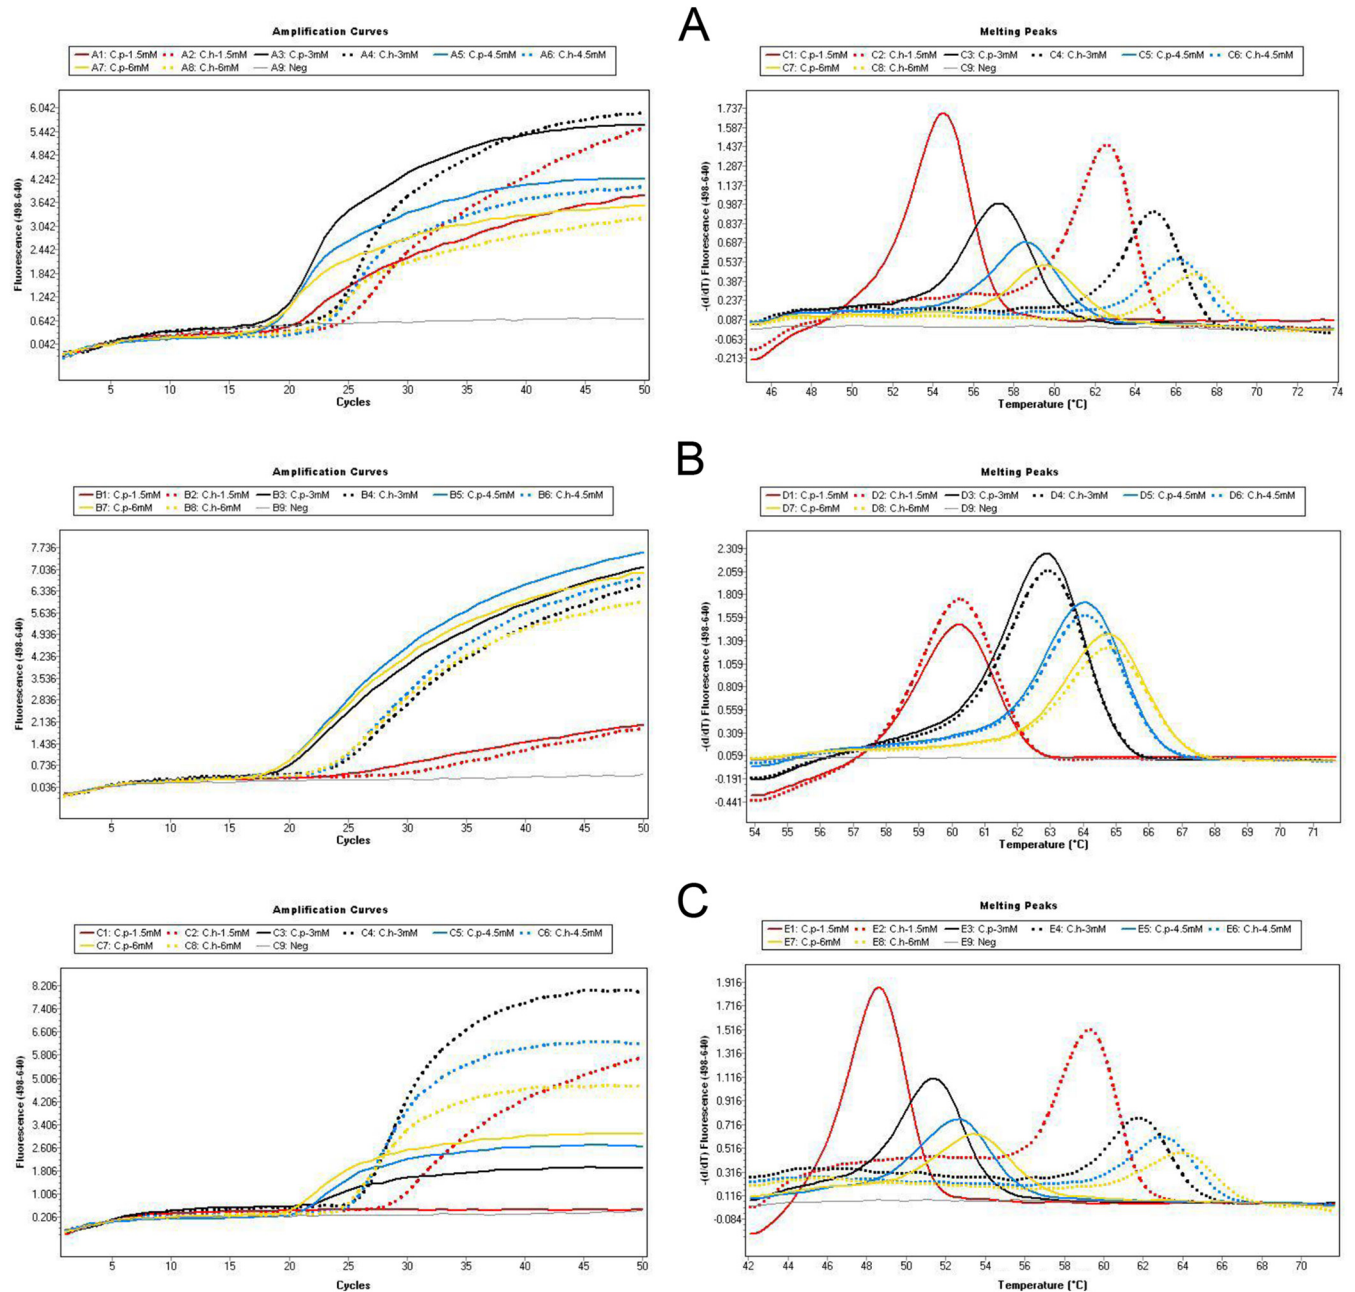 A
Amplification Curves
A1: C.p-1.5mM A2: C.h-1.5mM A3: C.p-3mM A4: C.h-3mM A5: C.p-4.5mM A6: C.h-4.5mM
A7: C.p-6mM A8: C.h-6mM A9: Neg
Fluorescence (498-640)
6.042
5.442
4.842
4.242
3.642
3.042
2.442
1.842
1.242
0.642
0.042
5 10 15 20 25 30 35 40 45 50
Cycles
Melting Peaks
C1: C.p-1.5mM C2: C.h-1.5mM C3: C.p-3mM C4: C.h-3mM C5: C.p-4.5mM C6: C.h-4.5mM
C7: C.p-6mM C8: C.h-6mM C9: Neg
-(d/dT) Fluorescence (498-640)
1.737
1.587
1.437
1.287
1.137
0.987
0.837
0.687
0.537
0.387
0.237
0.087
-0.063
-0.213
46 48 50 52 54 56 58 60 62 64 66 68 70 72 74
Temperature (°C)
B
Amplification Curves
B1: C.p-1.5mM B2: C.h-1.5mM B3: C.p-3mM B4: C.h-3mM B5: C.p-4.5mM B6: C.h-4.5mM
B7: C.p-6mM B8: C.h-6mM B9: Neg
Fluorescence (498-640)
7.736
7.036
6.336
5.636
4.936
4.236
3.536
2.836
2.136
1.436
0.736
0.036
5 10 15 20 25 30 35 40 45 50
Cycles
Melting Peaks
D1: C.p-1.5mM D2: C.h-1.5mM D3: C.p-3mM D4: C.h-3mM D5: C.p-4.5mM D6: C.h-4.5mM
D7: C.p-6mM D8: C.h-6mM D9: Neg
-(d/dT) Fluorescence (498-640)
2.309
2.059
1.809
1.559
1.309
1.059
0.809
0.559
0.309
0.059
-0.191
-0.441
54 55 56 57 58 59 60 61 62 63 64 65 66 67 68 69 70 71
Temperature (°C)
C
Amplification Curves
C1: C.p-1.5mM C2: C.h-1.5mM C3: C.p-3mM C4: C.h-3mM C5: C.p-4.5mM C6: C.h-4.5mM
C7: C.p-6mM C8: C.h-6mM C9: Neg
Fluorescence (498-640)
8.206
7.406
6.606
5.806
5.006
4.206
3.406
2.606
1.806
1.006
0.206
5 10 15 20 25 30 35 40 45 50
Cycles
Melting Peaks
E1: C.p-1.5mM E2: C.h-1.5mM E3: C.p-3mM E4: C.h-3mM E5: C.p-4.5mM E6: C.h-4.5mM
E7: C.p-6mM E8: C.h-6mM E9: Neg
-(d/dT) Fluorescence (498-640)
1.916
1.716
1.516
1.316
1.116
0.916
0.716
0.516
0.316
0.116
-0.084
42 44 46 48 50 52 54 56 58 60 62 64 66 68 70
Temperature (°C)